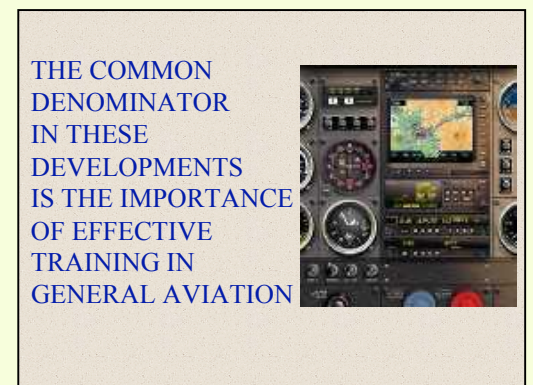 THE COMMON
DENOMINATOR
IN THESE
DEVELOPMENTS
IS THE IMPORTANCE
OF EFFECTIVE
TRAINING IN
GENERAL AVIATION